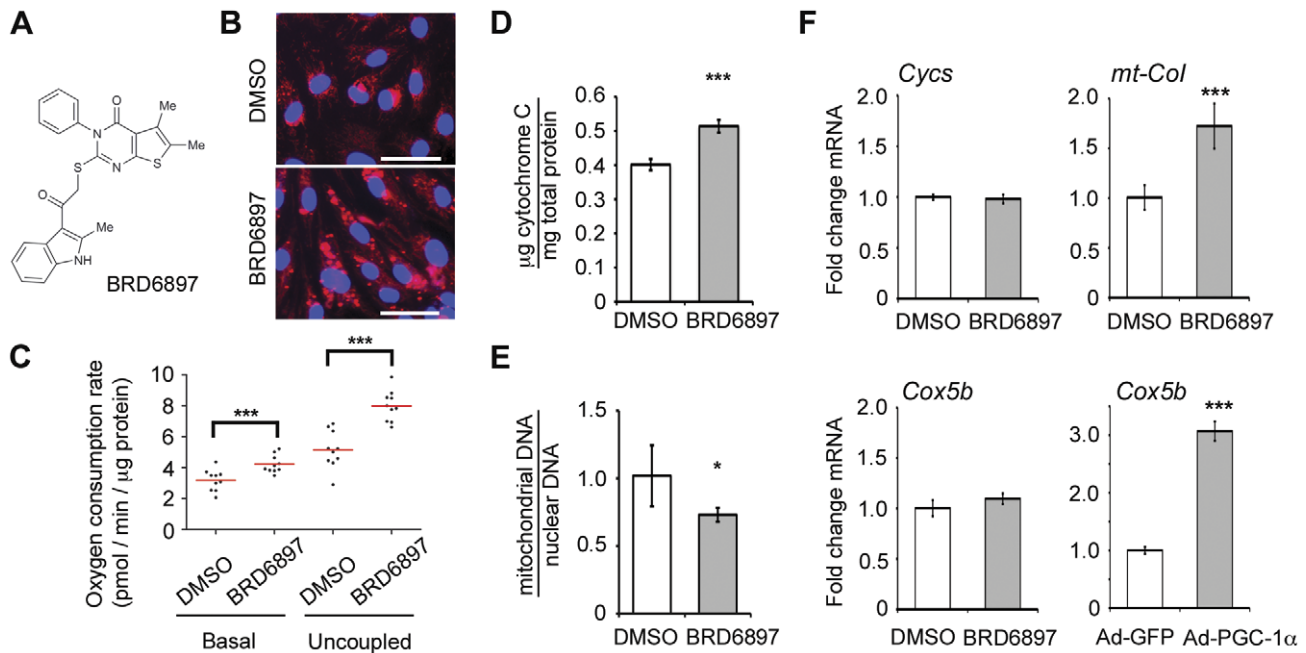 A
O
Me
N
Me
S
N
S
O
Me
NH
BRD6897
B
DMSO
BRD6897
C
Oxygen consumption rate
(pmol / min / μg protein)
10
8
6
4
2
0
***
***
DMSO
BRD6897
DMSO
BRD6897
Basal
Uncoupled
D
μg cytochrome C
mg total protein
0.6
0.5
0.4
0.3
0.2
0.1
0
***
DMSO
BRD6897
E
mitochondrial DNA
nuclear DNA
1.5
1.0
0.5
0
*
DMSO
BRD6897
F
Cycs
Fold change mRNA
2.0
1.5
1.0
0.5
0
DMSO
BRD6897
mt-CoI
2.0
1.5
1.0
0.5
0
***
DMSO
BRD6897
Cox5b
Fold change mRNA
2.0
1.5
1.0
0.5
0
DMSO
BRD6897
Cox5b
3.0
2.0
1.0
0
***
Ad-GFP
Ad-PGC-1α